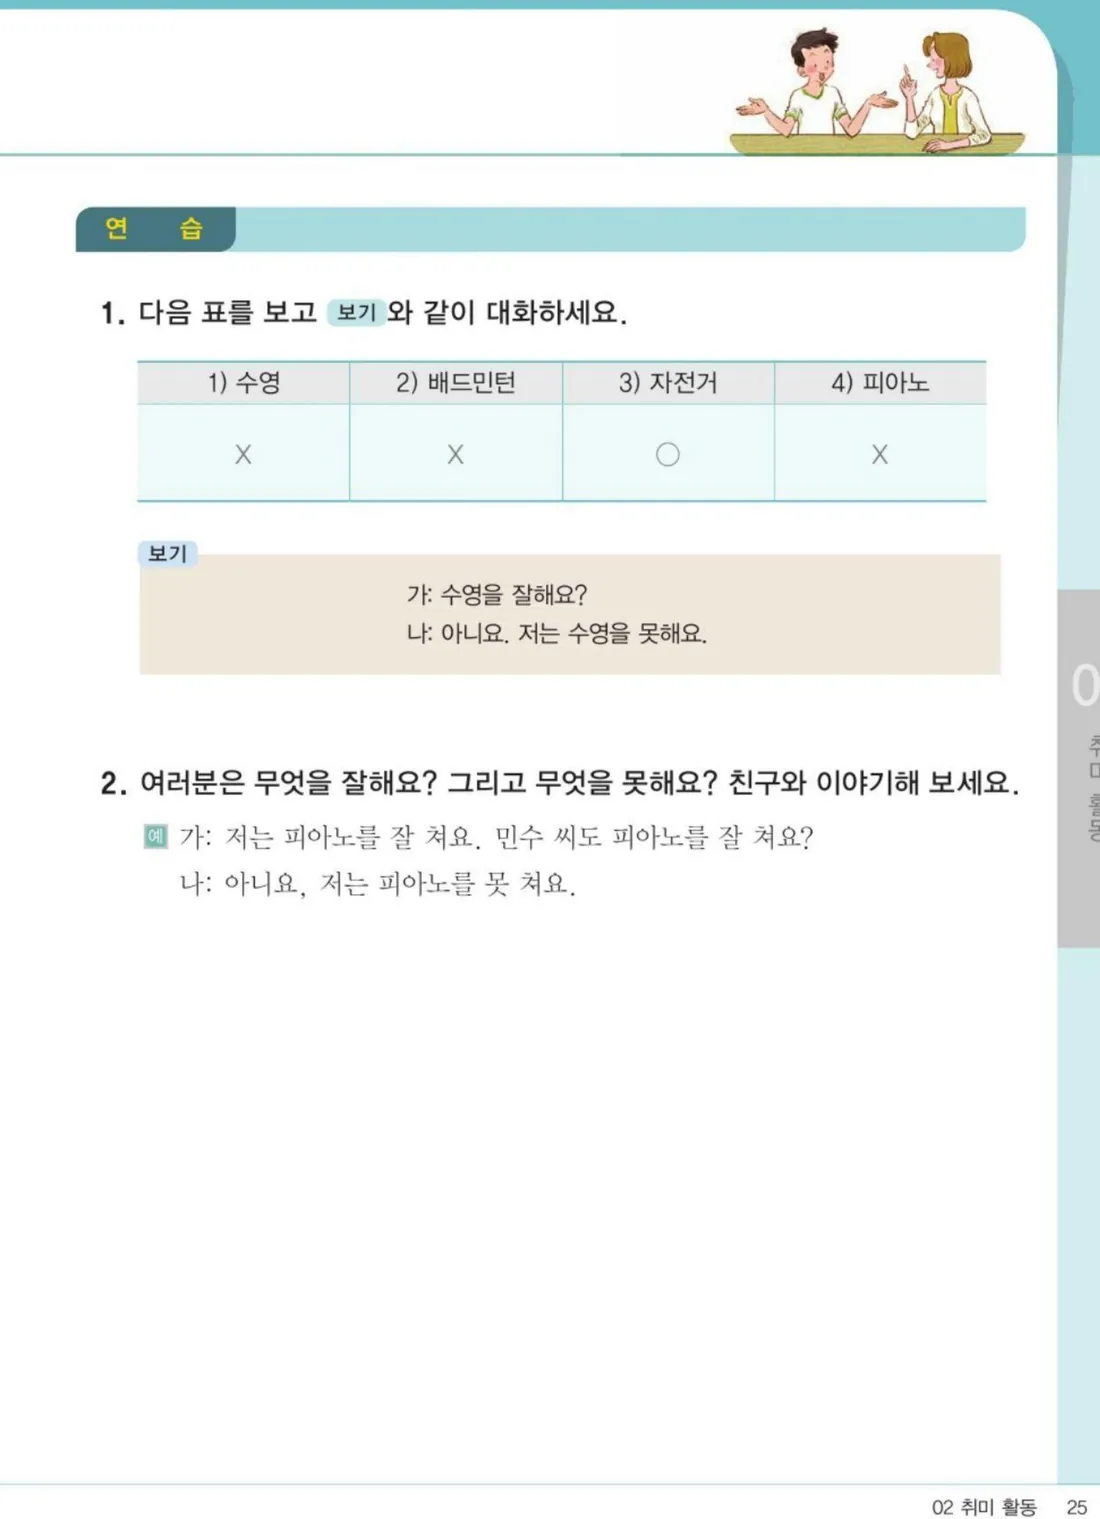 연 습
1. 다음 표를 보고 보기와 같이 대화하세요.
1) 수영 2) 배드민턴 3) 자전거 4) 피아노
X X ○ X
보기
가: 수영을 잘해요?
나: 아니요. 저는 수영을 못해요.
0
취미 활동
2. 여러분은 무엇을 잘해요? 그리고 무엇을 못해요? 친구와 이야기해 보세요.
예 가: 저는 피아노를 잘 쳐요. 민수 씨도 피아노를 잘 쳐요?
나: 아니요, 저는 피아노를 못 쳐요.
02 취미 활동 25